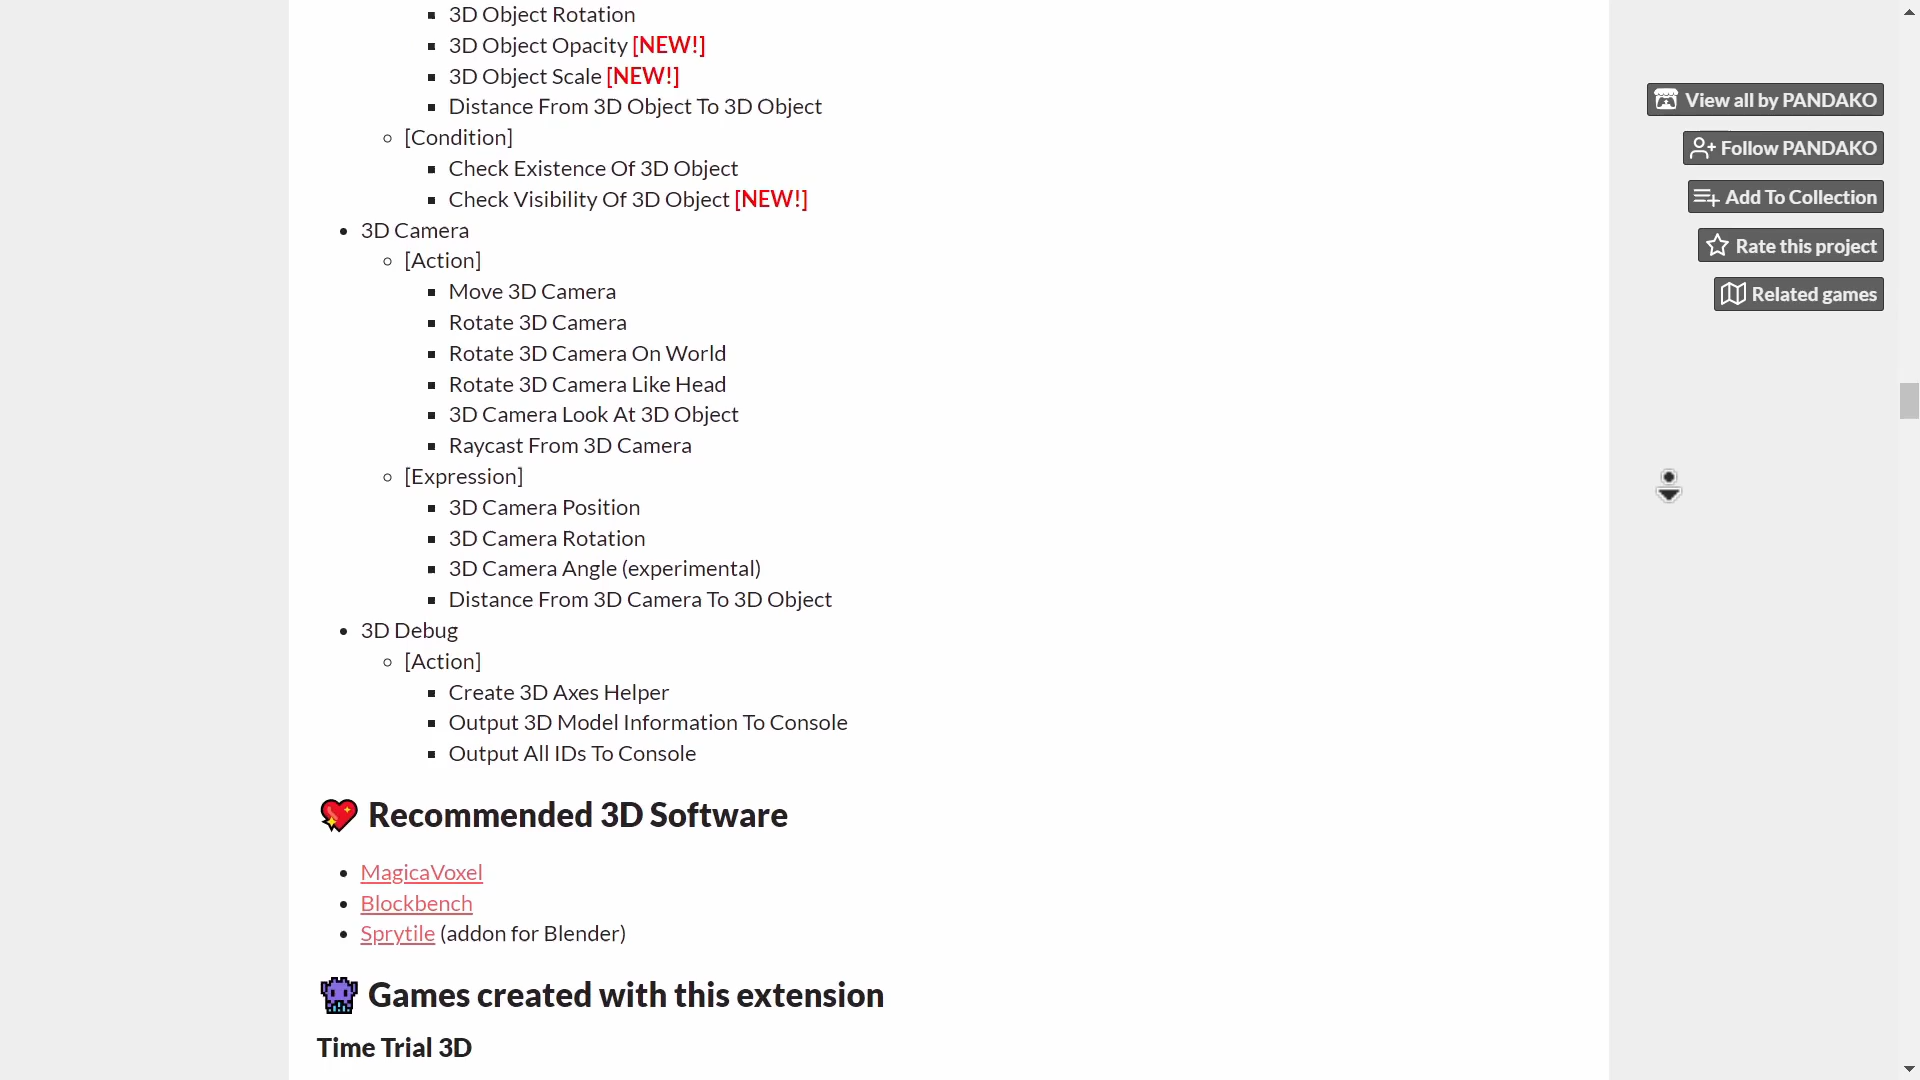 3D Object Rotation
3D Object Opacity [NEW!]
3D Object Scale [NEW!]
Distance From 3D Object To 3D Object
[Condition]
Check Existence Of 3D Object
Check Visibility Of 3D Object [NEW!]
3D Camera
[Action]
Move 3D Camera
Rotate 3D Camera
Rotate 3D Camera On World
Rotate 3D Camera Like Head
3D Camera Look At 3D Object
Raycast From 3D Camera
[Expression]
3D Camera Position
3D Camera Rotation
3D Camera Angle (experimental)
Distance From 3D Camera To 3D Object
3D Debug
[Action]
Create 3D Axes Helper
Output 3D Model Information To Console
Output All IDs To Console
Recommended 3D Software
MagicaVoxel
Blockbench
Sprytile (addon for Blender)
Games created with this extension
Time Trial 3D
View all by PANDAKO
Follow PANDAKO
Add To Collection
Rate this project
Related games